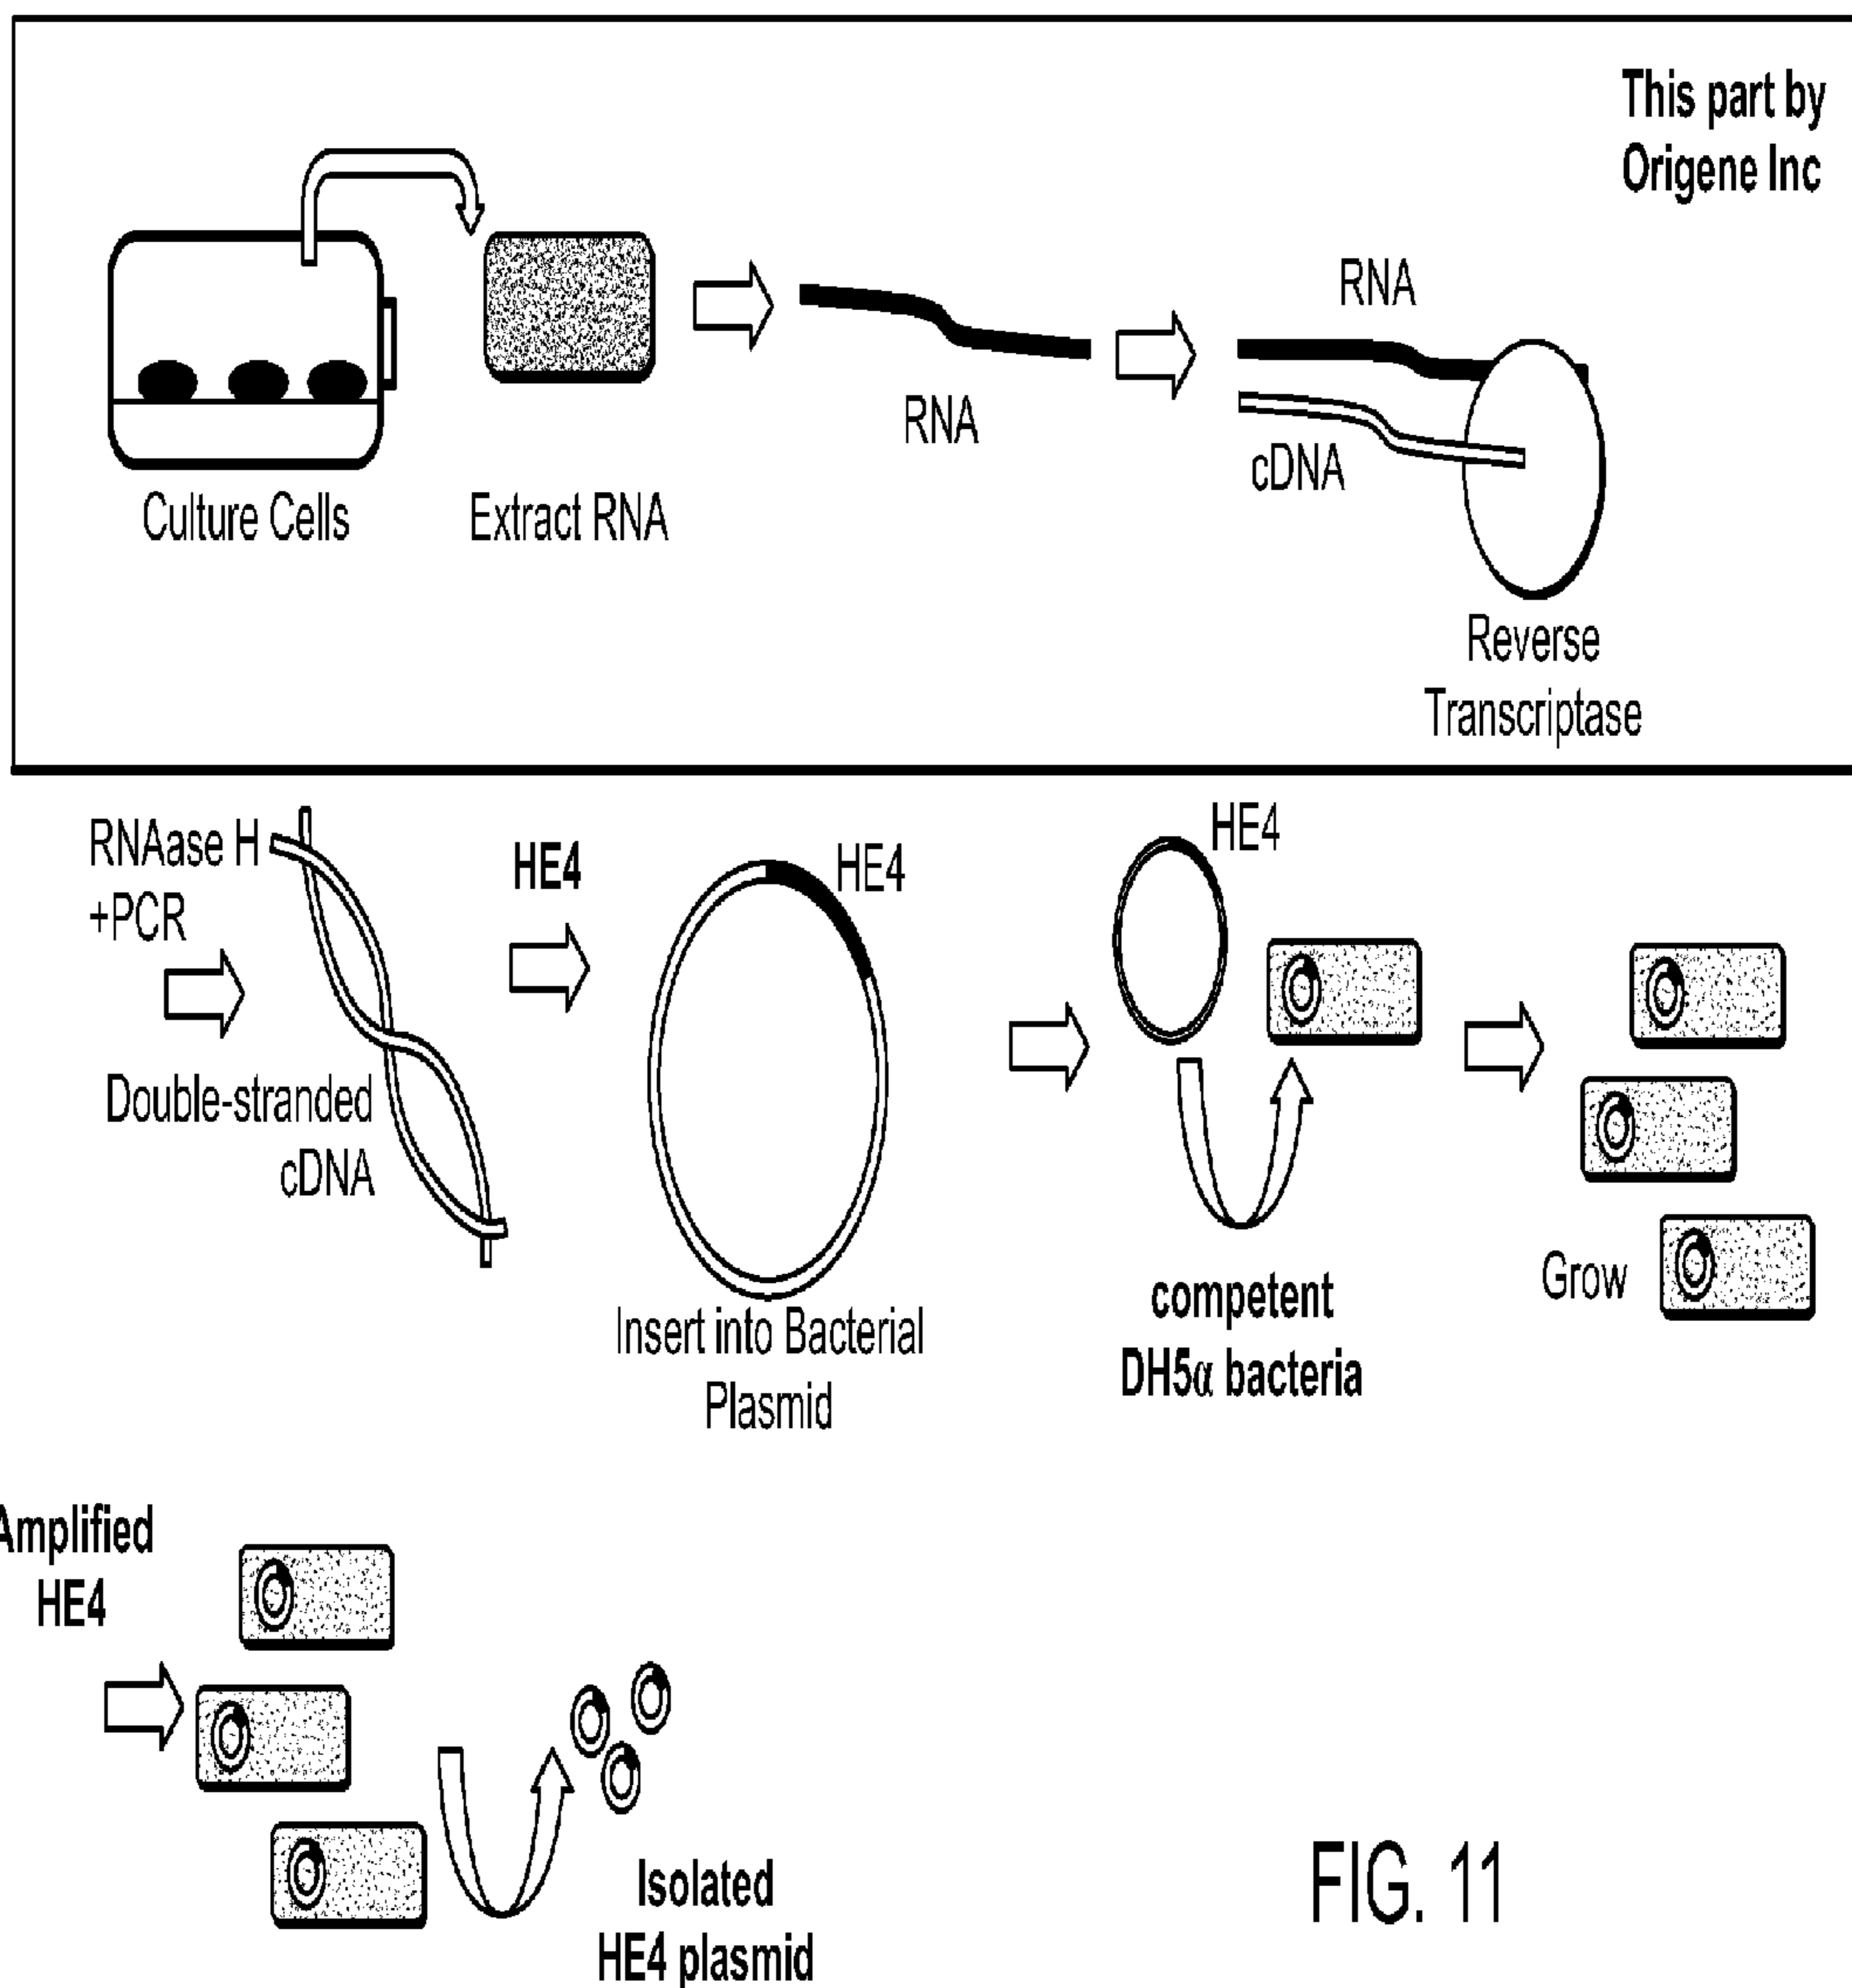 This part by
Origene Inc
Culture Cells
Extract RNA
RNA
RNA
cDNA
Reverse
Transcriptase
RNAase H
+PCR
Double-stranded
cDNA
HE4
HE4
Insert into Bacterial
Plasmid
HE4
competent
DH5α bacteria
Grow
Amplified
HE4
Isolated
HE4 plasmid
FIG. 11